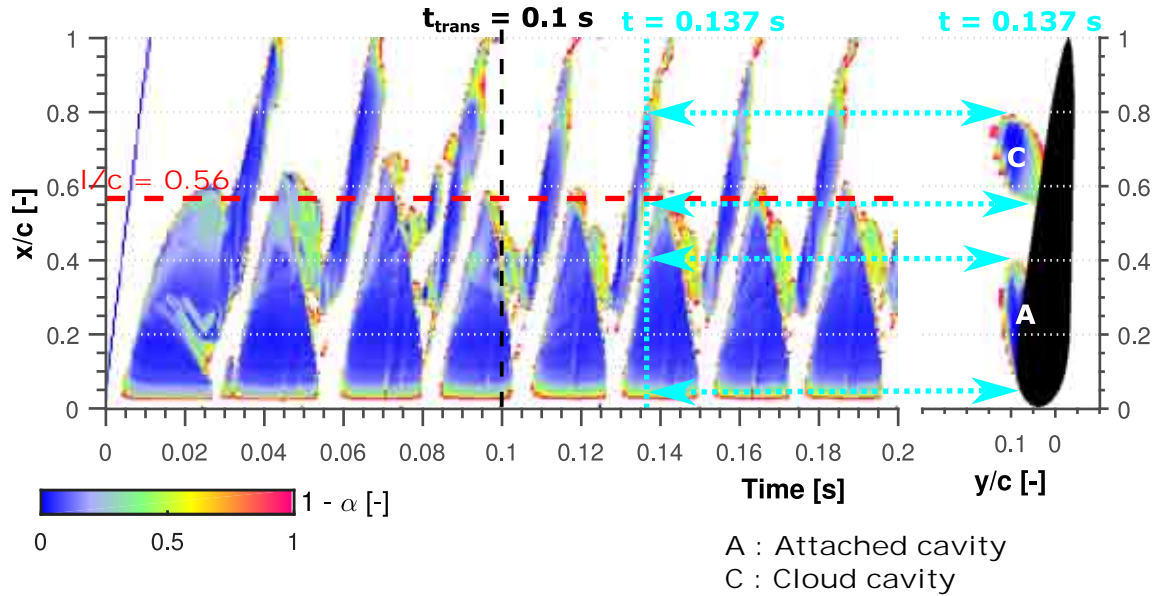 t_trans = 0.1 s
t = 0.137 s
t = 0.137 s
1
0.8
0.6
0.4
0.2
0
x/c [-]
l/c = 0.56
0
0.02
0.04
0.06
0.08
0.1
0.12
0.14
0.16
0.18
0.2
Time [s]
C
A
1
0.8
0.6
0.4
0.2
0
0.1
0
y/c [-]
1 - α [-]
0
0.5
1
A : Attached cavity
C : Cloud cavity